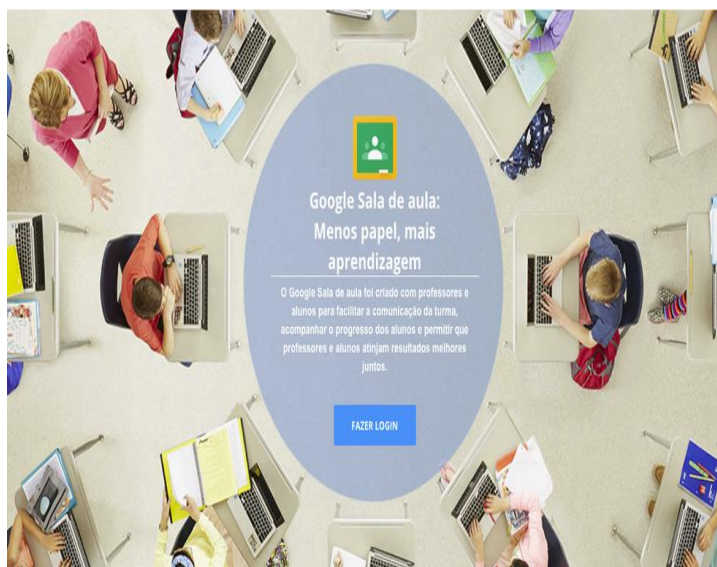 Google Sala de aula:
Menos papel, mais
aprendizagem
O Google Sala de aula foi criado com professores e
alunos para facilitar a comunicação da turma,
acompanhar o progresso dos alunos e permitir que
professores e alunos atinjam resultados melhores
juntos.
FAZER LOGIN